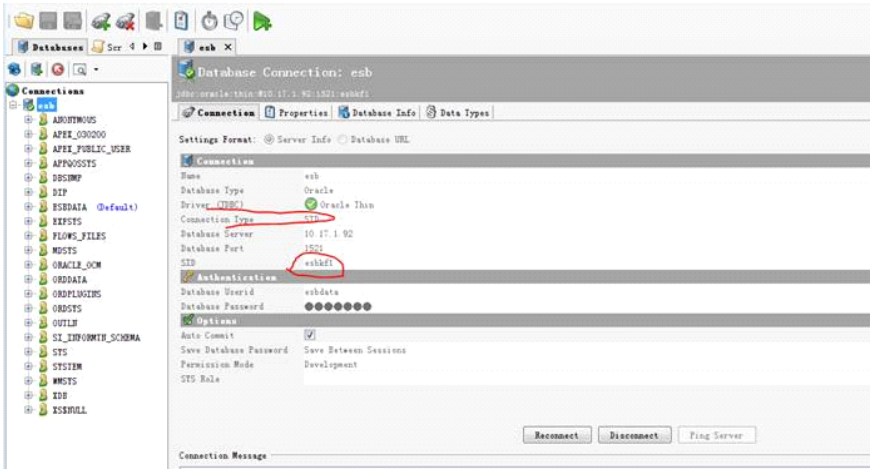 Databases Scr
esb X
Database Connection: esb
jdbc:oracle:thin:@10.17.1.92:1521:esbkf1
Connections
esb
ANONYMOUS
APEX_030200
APEX_PUBLIC_USER
APPQOSSYS
DBSNMP
DIP
ESBDATA (Default)
EXFSYS
FLOWS_FILES
MDSYS
ORACLE_OCM
ORDDATA
ORDPLUGINS
ORDSYS
OUTLN
SI_INFORMTN_SCHEMA
SYS
SYSTEM
WMSYS
XDB
XS$NULL
Connection Properties Database Info Data Types
Settings Format: Server Info Database URL
Connection
Name esb
Database Type Oracle
Driver (JDBC) Oracle Thin
Connection Type SID
Database Server 10.17.1.92
Database Port 1521
SID esbkf1
Authentication
Database Userid esbdata
Database Password ●●●●●●●
Options
Auto Commit
Save Database Password Save Between Sessions
Permission Mode Development
SYS Role
Reconnect Disconnect Ping Server
Connection Message